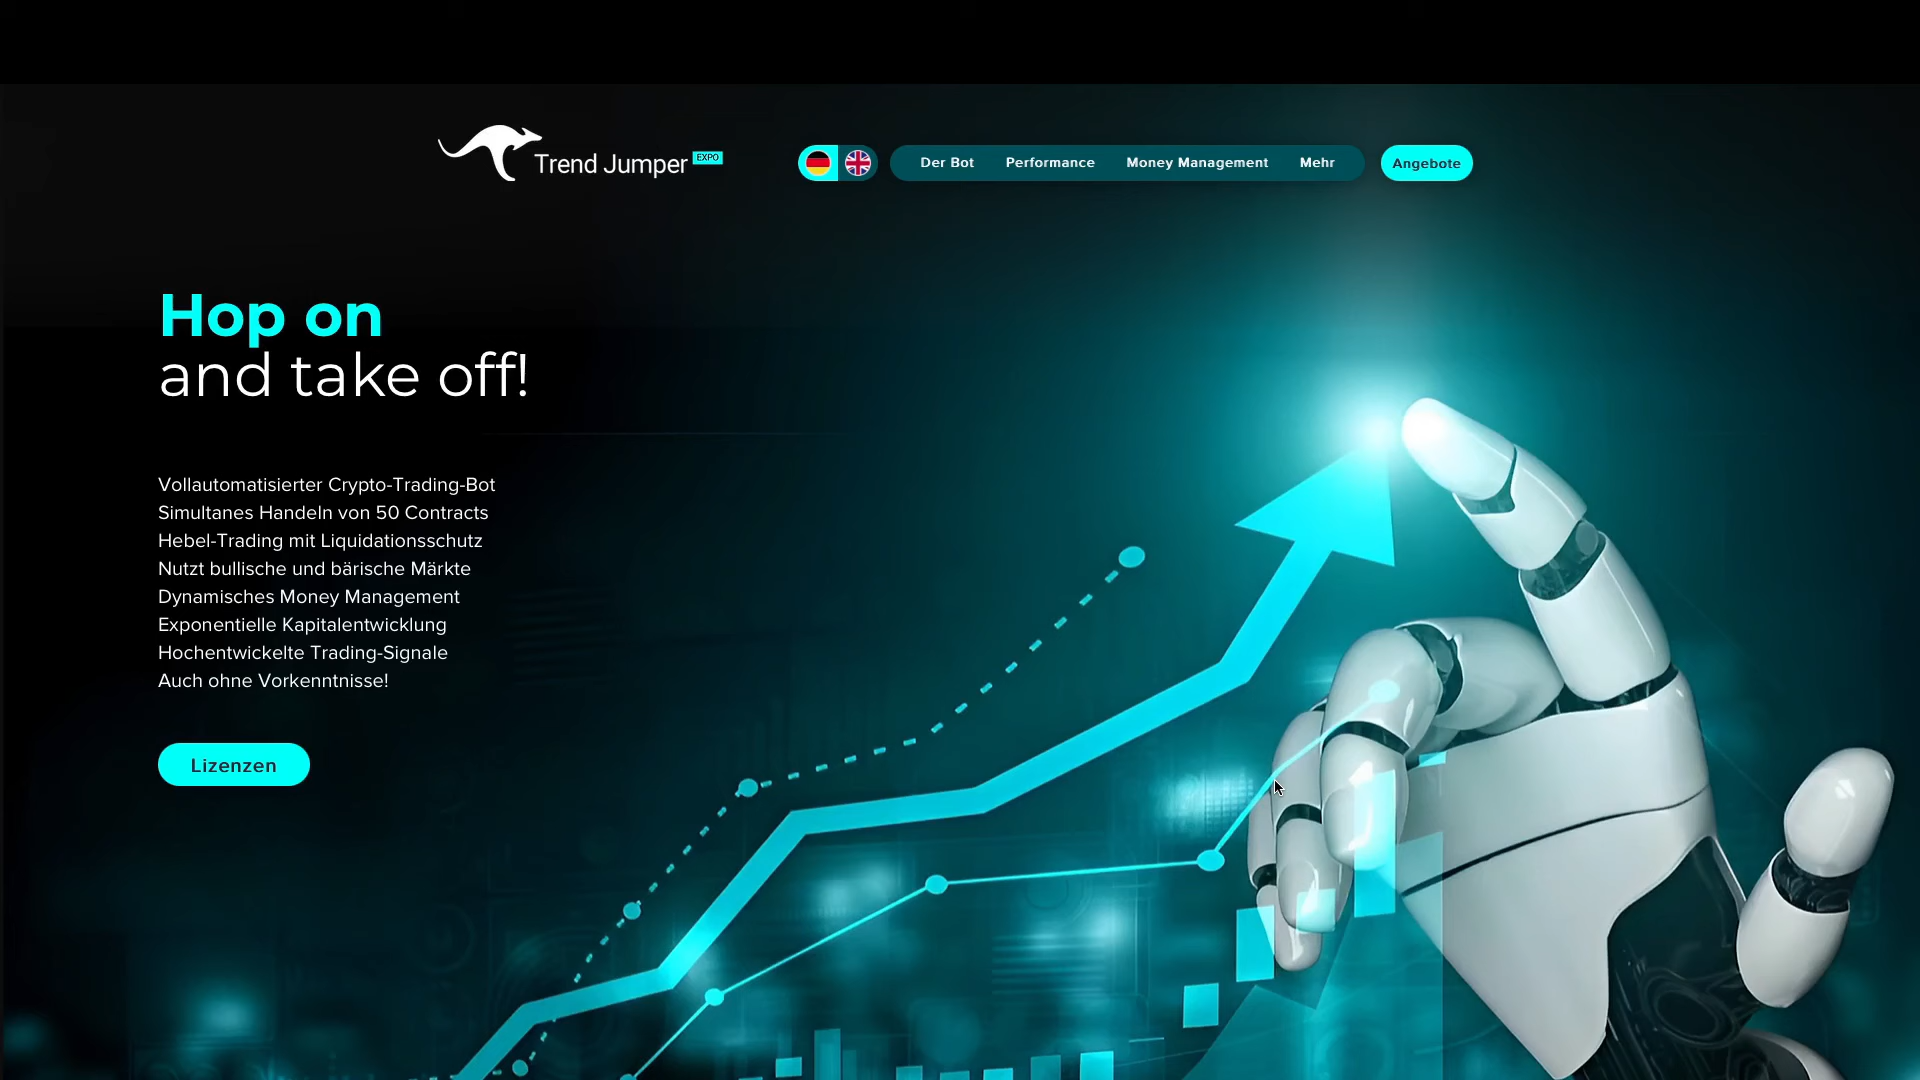 Trend Jumper EXPO
Der Bot
Performance
Money Management
Mehr
Angebote
Hop on
and take off!
Vollautomatisierter Crypto-Trading-Bot
Simultanes Handeln von 50 Contracts
Hebel-Trading mit Liquidationsschutz
Nutzt bullische und bärische Märkte
Dynamisches Money Management
Exponentielle Kapitalentwicklung
Hochentwickelte Trading-Signale
Auch ohne Vorkenntnisse!
Lizenzen